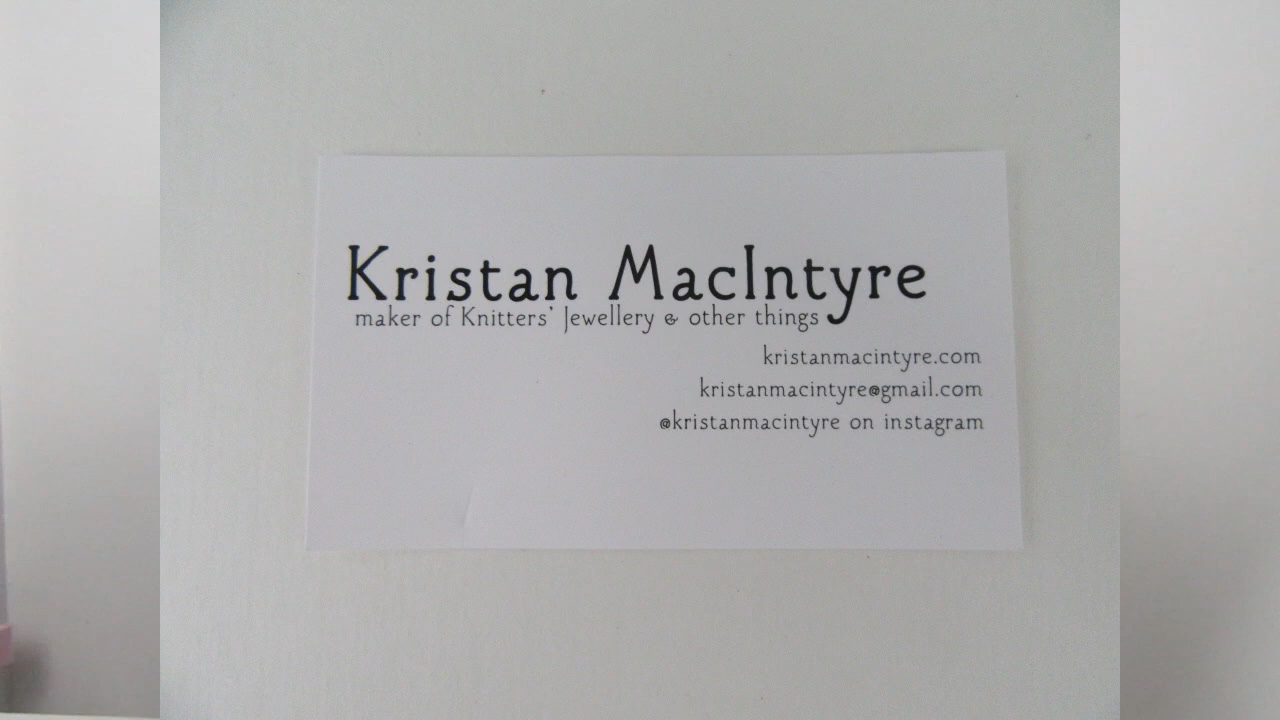 Kristan MacIntyre
maker of Knitters' Jewellery & other things
kristanmacintyre.com
kristanmacintyre@gmail.com
@kristanmacintyre on instagram